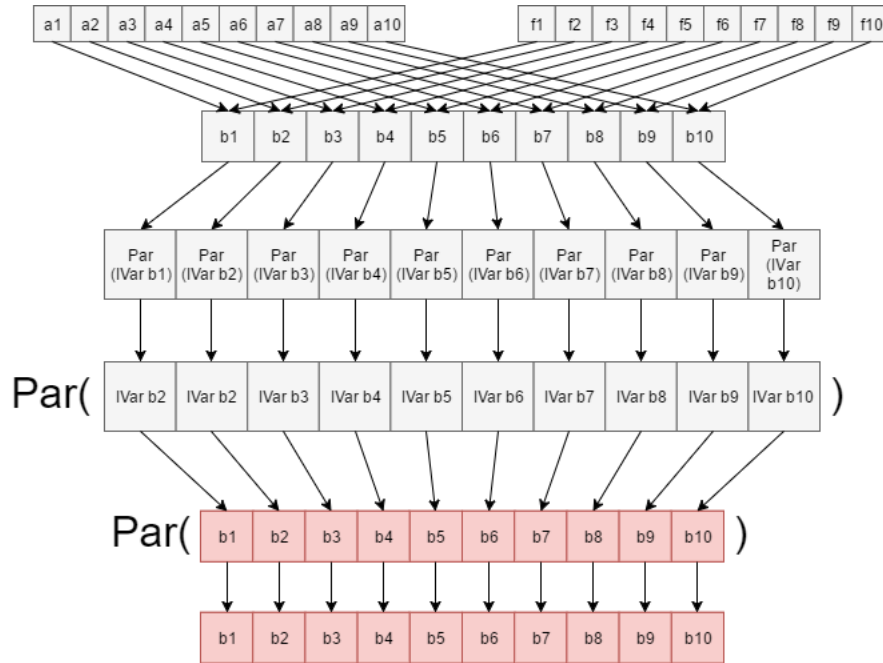 a1 a2 a3 a4 a5 a6 a7 a8 a9 a10 f1 f2 f3 f4 f5 f6 f7 f8 f9 f10
b1 b2 b3 b4 b5 b6 b7 b8 b9 b10
Par (IVar b1) Par (IVar b2) Par (IVar b3) Par (IVar b4) Par (IVar b5) Par (IVar b6) Par (IVar b7) Par (IVar b8) Par (IVar b9) Par (IVar b10)
Par( IVar b2 IVar b2 IVar b3 IVar b4 IVar b5 IVar b6 IVar b7 IVar b8 IVar b9 IVar b10 )
Par( b1 b2 b3 b4 b5 b6 b7 b8 b9 b10 )
b1 b2 b3 b4 b5 b6 b7 b8 b9 b10